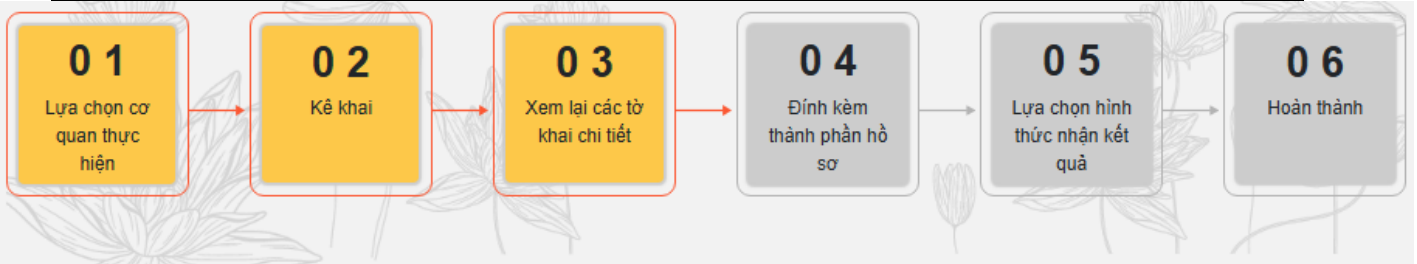 0 1
Lựa chọn cơ
quan thực
hiện
0 2
Kê khai
0 3
Xem lại các tờ
khai chi tiết
0 4
Đính kèm
thành phần hồ
sơ
0 5
Lựa chọn hình
thức nhận kết
quả
0 6
Hoàn thành